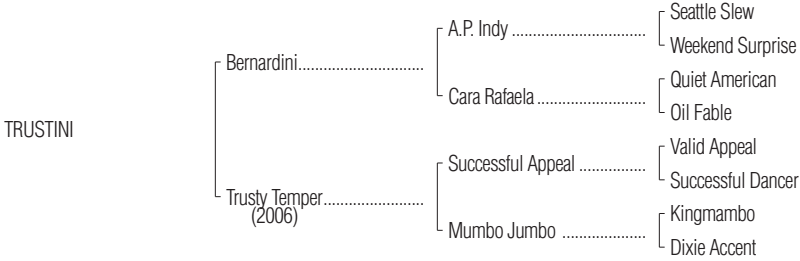 Seattle Slew
A.P. Indy ................................
Weekend Surprise
Bernardini..............................
Quiet American
Cara Rafaela ..........................
Oil Fable
TRUSTINI
Valid Appeal
Successful Appeal ................
Successful Dancer
Trusty Temper........................
(2006)
Kingmambo
Mumbo Jumbo ....................
Dixie Accent